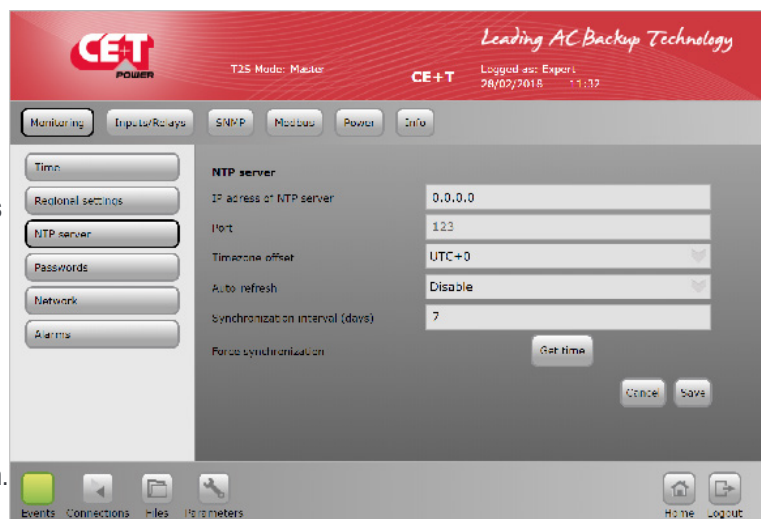 CE+T
POWER
Leading AC Backup Technology
T2S Mode: Master
CE+T
Logged as: Expert
28/02/2018 11:32
Monitoring
Inputs/Relays
SNMP
Modbus
Power
Info
Time
Regional settings
NTP server
Passwords
Network
Alarms
NTP server
IP adress of NTP server
0.0.0.0
Port
123
Timezone offset
UTC+0
Auto refresh
Disable
Synchronization interval (days)
7
Force synchronization
Get time
Cancel
Save
Events
Connections
Files
Parameters
Home
Logout